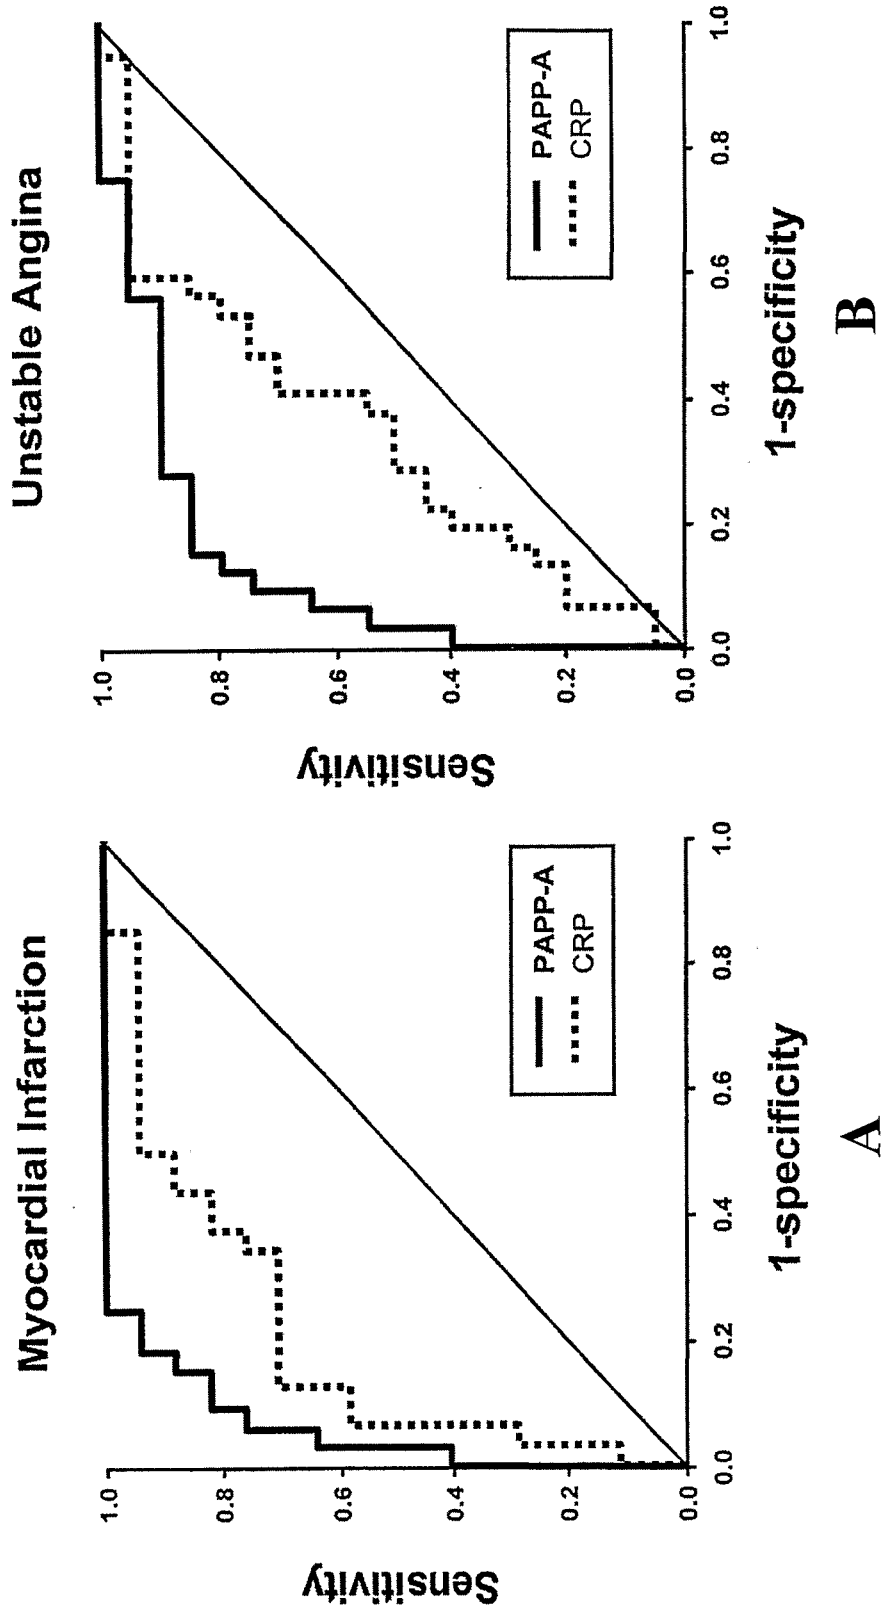 Myocardial Infarction
Sensitivity
1.0
0.8
0.6
0.4
0.2
0.0
PAPP-A
CRP
0.0 0.2 0.4 0.6 0.8 1.0
1-specificity
A
Unstable Angina
Sensitivity
1.0
0.8
0.6
0.4
0.2
0.0
PAPP-A
CRP
0.0 0.2 0.4 0.6 0.8 1.0
1-specificity
B